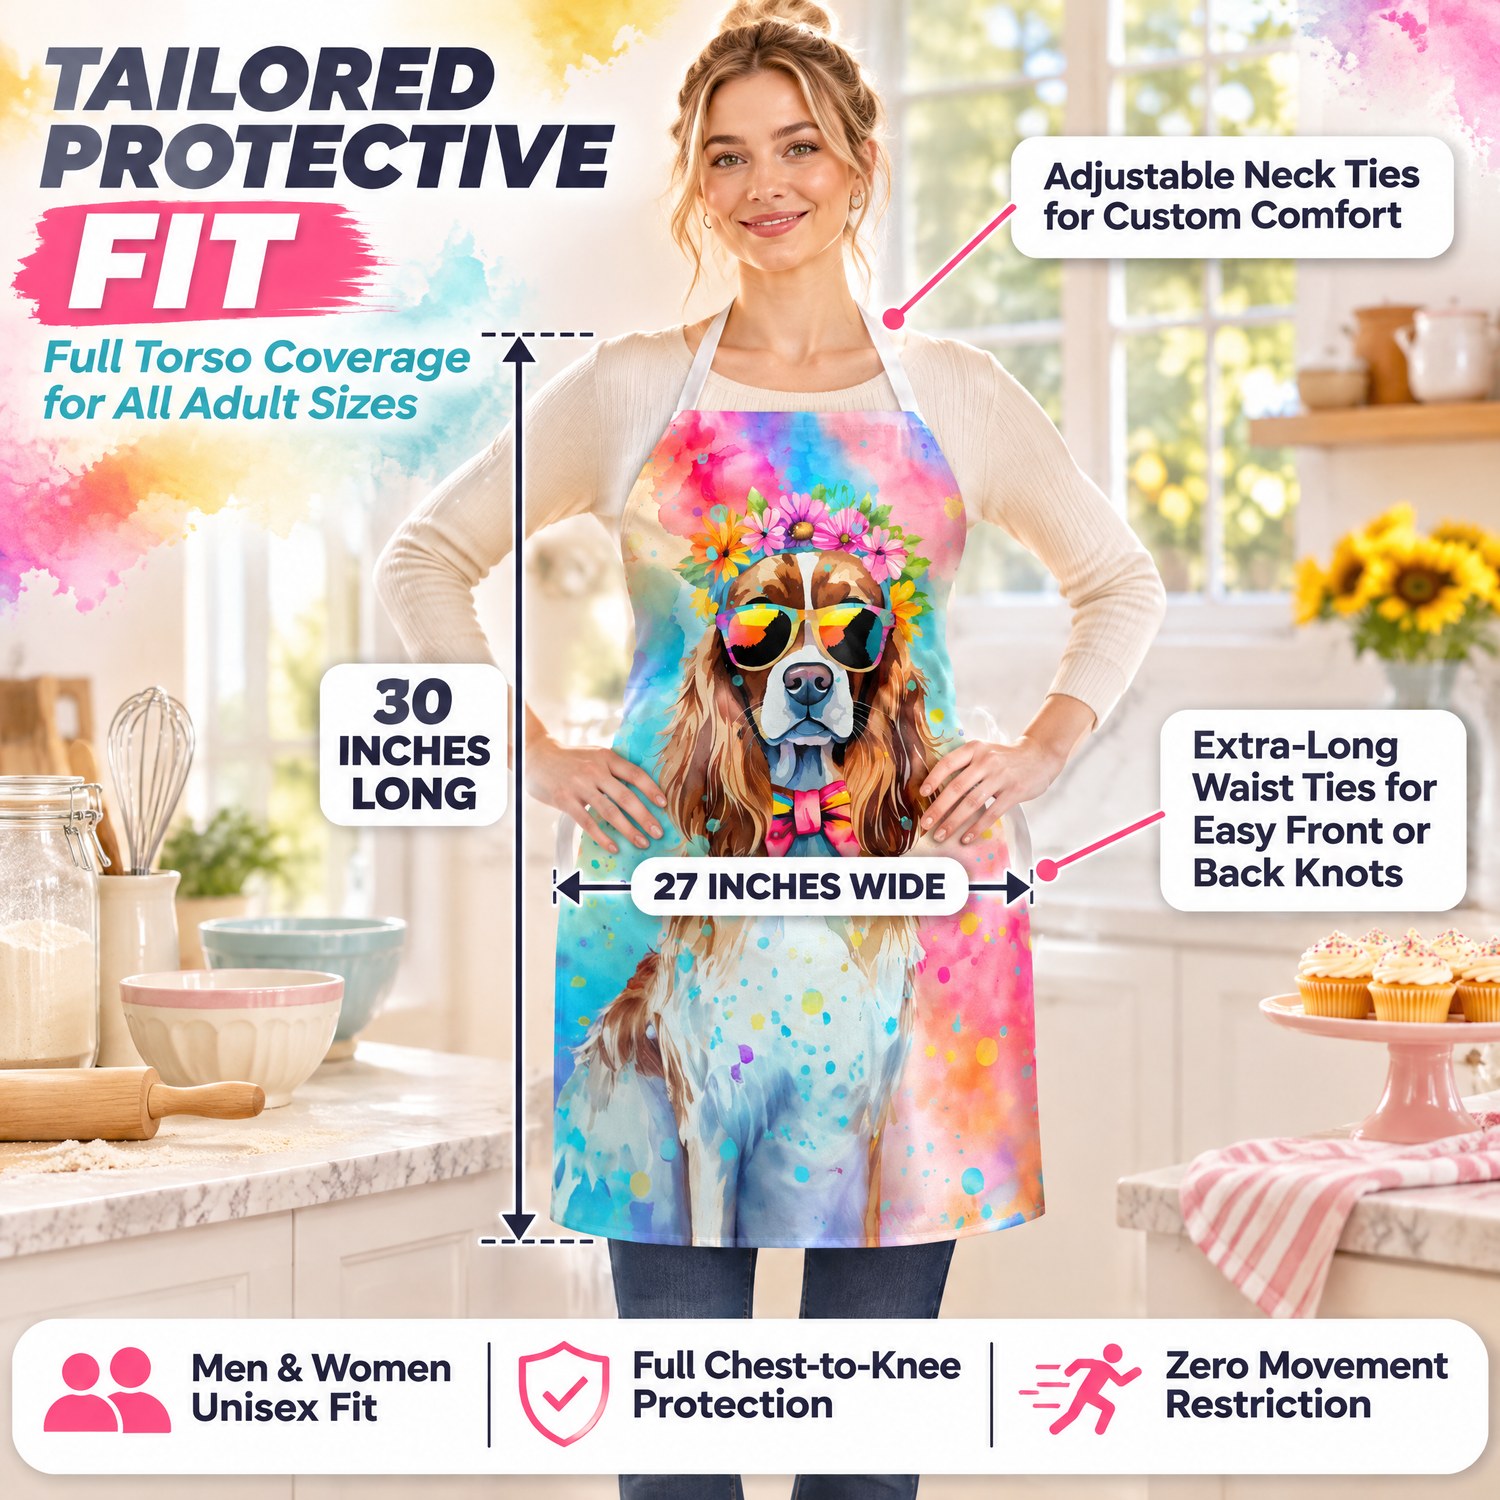 TAILORED
PROTECTIVE
FIT
Full Torso Coverage
for All Adult Sizes
Adjustable Neck Ties
for Custom Comfort
30
INCHES
LONG
Extra-Long
Waist Ties for
Easy Front or
Back Knots
27 INCHES WIDE
Men & Women
Unisex Fit
Full Chest-to-Knee
Protection
Zero Movement
Restriction